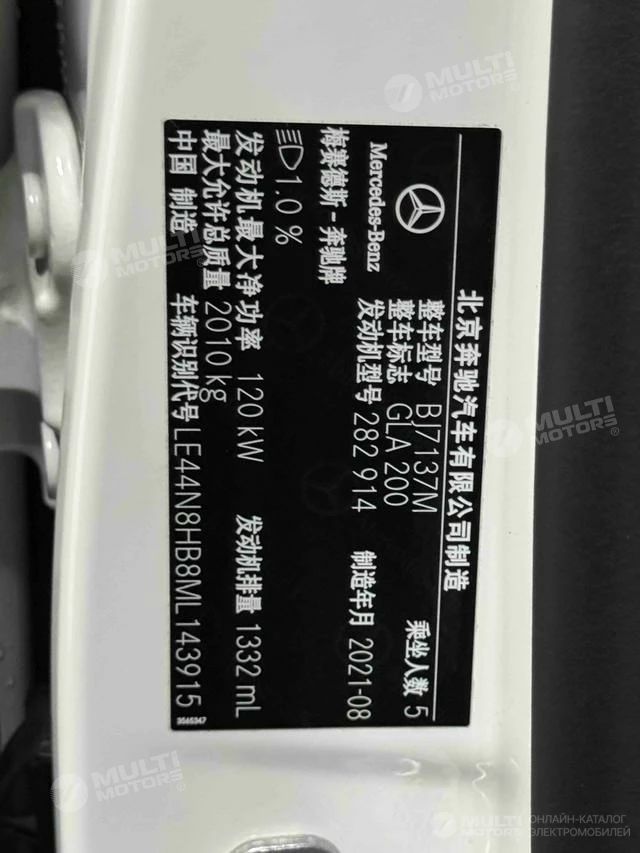 北京奔驰汽车有限公司制造
Mercedes-Benz
梅赛德斯-奔驰牌
整车型号 BJ7137M
乘坐人数 5
整车标志 GLA 200
发动机型号 282 914
制造年月 2021-08
1.0 %
发动机最大净功率 120 kW
发动机排量 1332 mL
最大允许总质量 2010 kg
中国 制造
车辆识别代号 LE44N8HB8ML143915
3565347
MULTI
MOTORS
MULTI
MOTORS
MULTI
MOTORS
MULTI
MOTORS
MULTI
MOTORS
ОНЛАЙН-КАТАЛОГ
ЭЛЕКТРОМОБИЛЕЙ